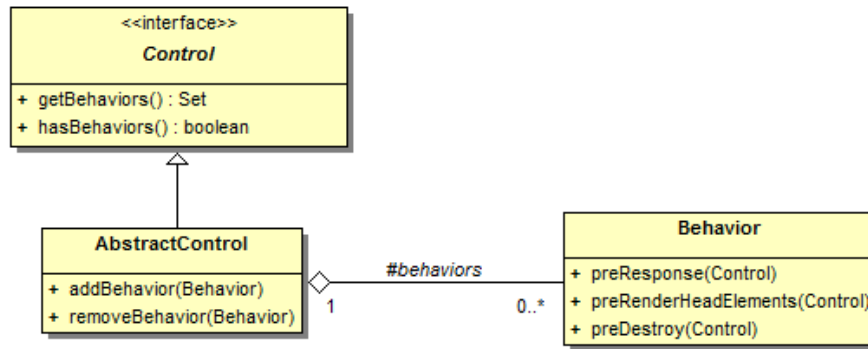 <<interface>>
Control
+ getBehaviors() : Set
+ hasBehaviors() : boolean
AbstractControl
+ addBehavior(Behavior)
+ removeBehavior(Behavior)
#behaviors
1
0..*
Behavior
+ preResponse(Control)
+ preRenderHeadElements(Control)
+ preDestroy(Control)